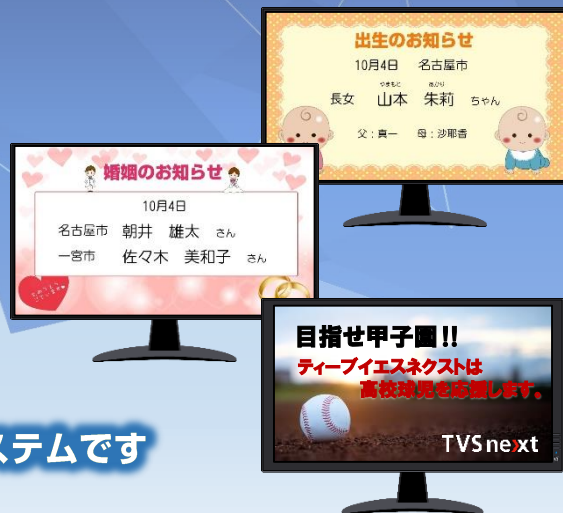 出生のお知らせ
10月4日 名古屋市
やまもと あかり
長女 山本 朱莉 ちゃん
父：真一 母：沙耶香
婚姻のお知らせ
10月4日
名古屋市 朝井 雄太 さん
一宮市 佐々木 美和子 さん
目指せ甲子園!!
ティーブイエスネクストは
高校球児を応援します。
TVSnext
ステムです